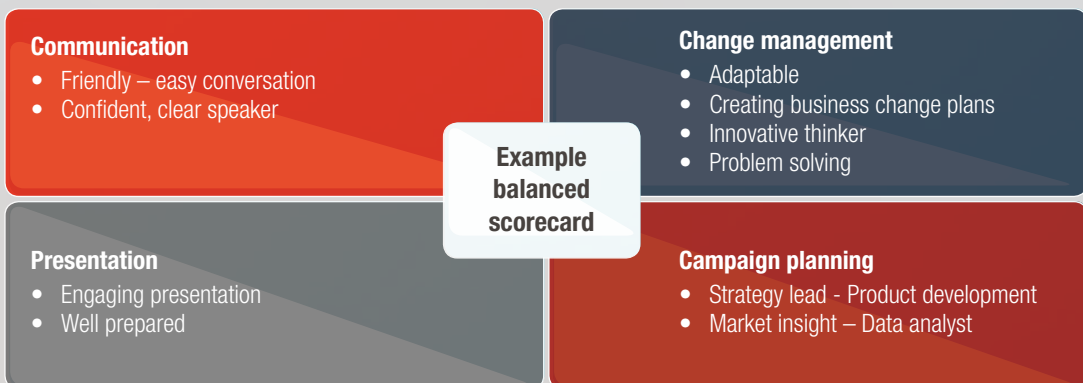 Communication
• Friendly – easy conversation
• Confident, clear speaker
Change management
• Adaptable
• Creating business change plans
• Innovative thinker
• Problem solving
Example
balanced
scorecard
Presentation
• Engaging presentation
• Well prepared
Campaign planning
• Strategy lead - Product development
• Market insight – Data analyst